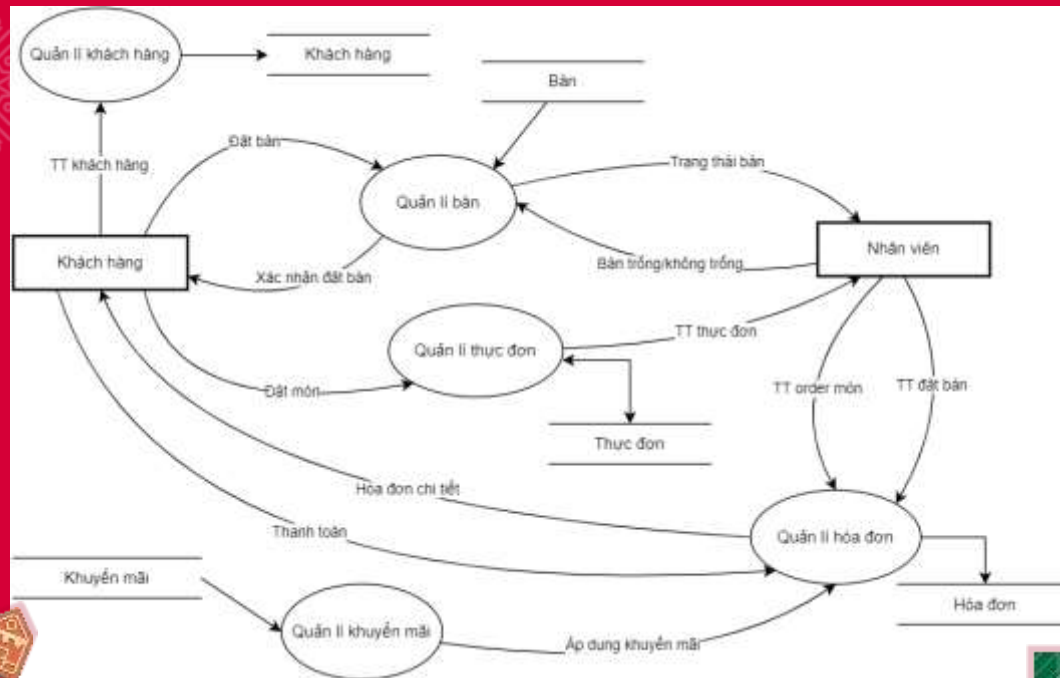 Quản lí khách hàng
Khách hàng
Bàn
Đặt bàn
TT khách hàng
Trạng thái bàn
Quản lí bàn
Khách hàng
Nhân viên
Bàn trống/không trống
Xác nhận đặt bàn
TT thực đơn
Quản lí thực đơn
Đặt món
TT order món
TT đặt bàn
Thực đơn
Hóa đơn chi tiết
Thanh toán
Quản lí hóa đơn
Khuyến mãi
Hóa đơn
Quản lí khuyến mãi
Áp dụng khuyến mãi